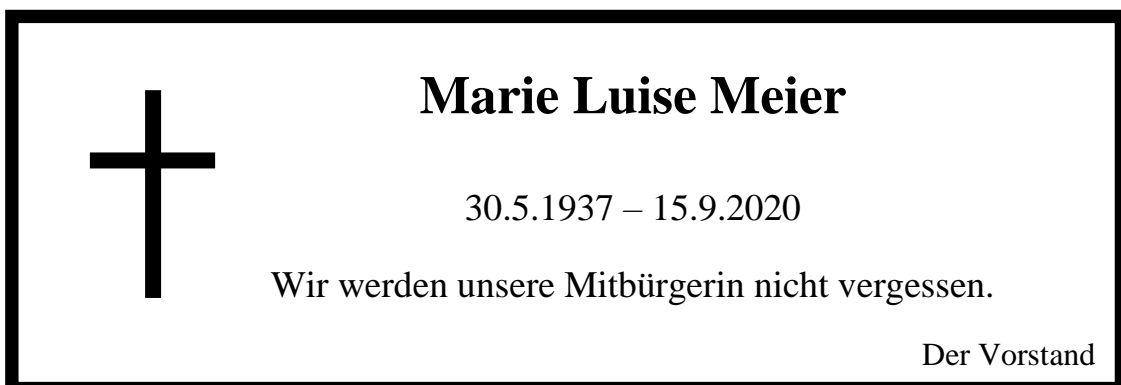 Marie Luise Meier
30.5.1937 – 15.9.2020
Wir werden unsere Mitbürgerin nicht vergessen.
Der Vorstand